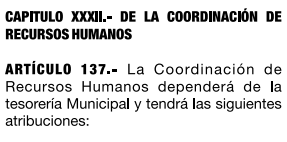 CAPITULO XXXII.- DE LA COORDINACIÓN DE
RECURSOS HUMANOS
ARTÍCULO 137.- La Coordinación de
Recursos Humanos dependerá de la
tesorería Municipal y tendrá las siguientes
atribuciones: